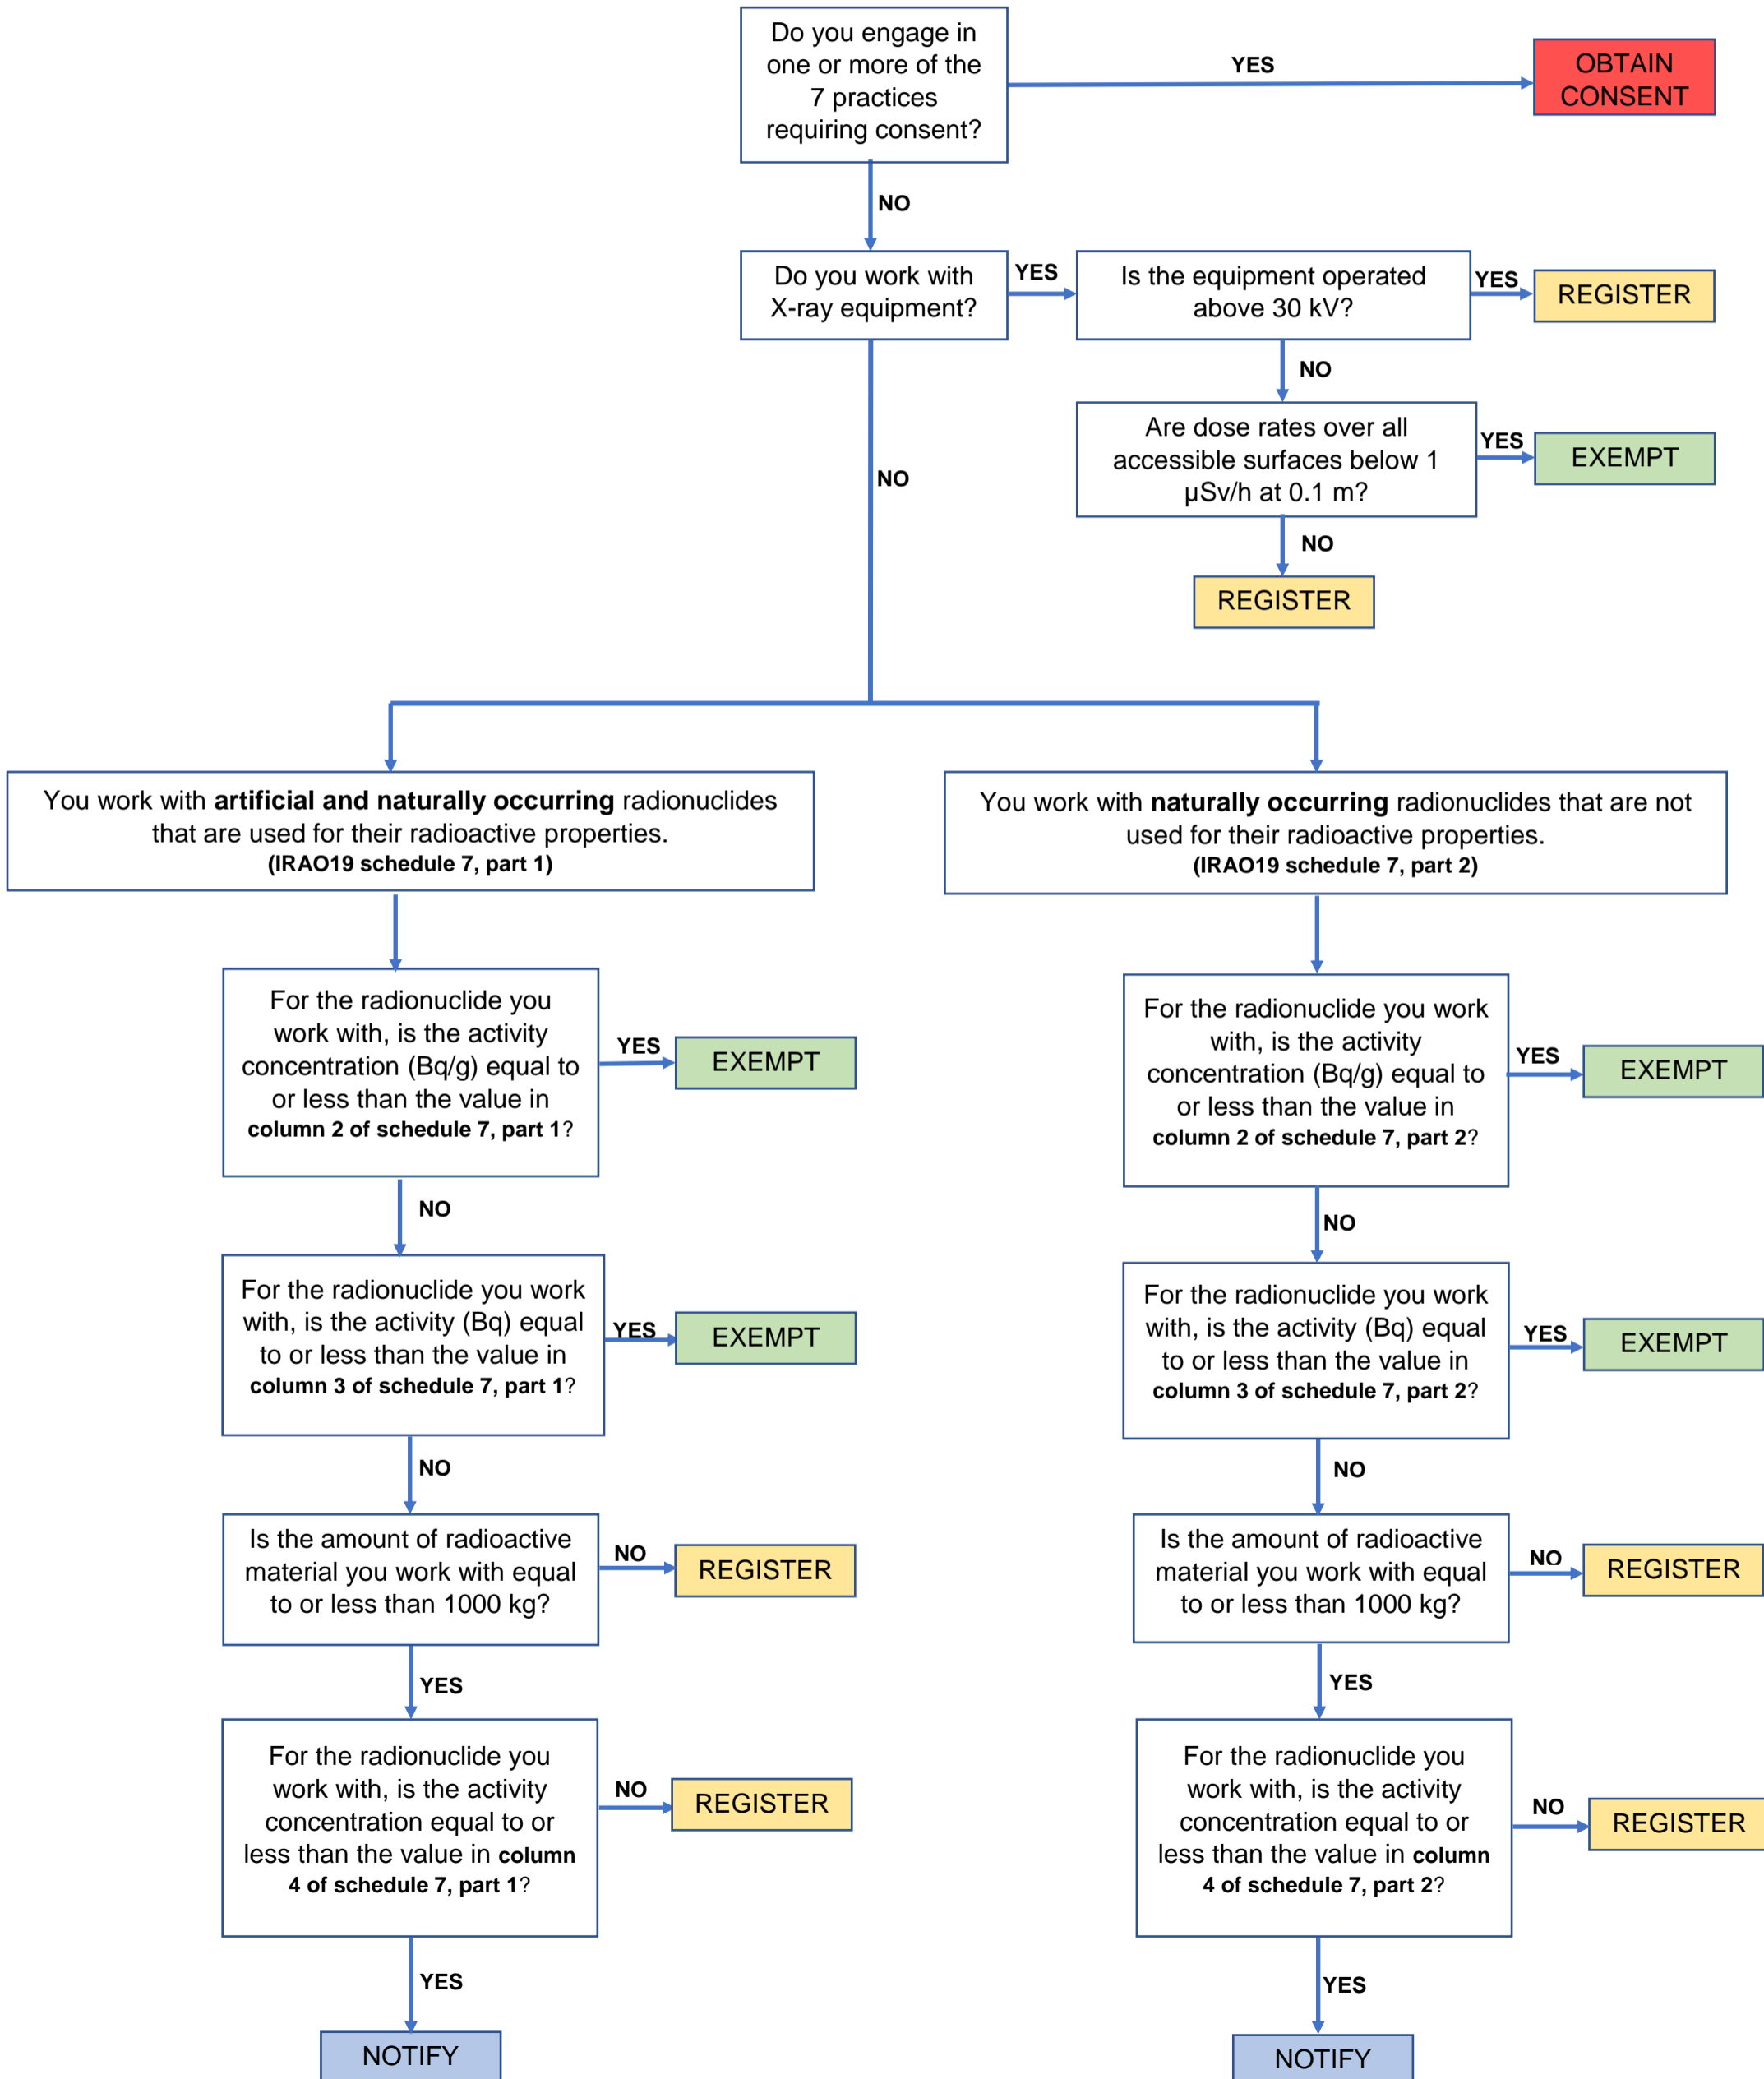 Do you engage in
one or more of the
7 practices
requiring consent?
YES
OBTAIN
CONSENT
NO
Do you work with
X-ray equipment?
YES
Is the equipment operated
above 30 kV?
YES
REGISTER
NO
Are dose rates over all
accessible surfaces below 1
µSv/h at 0.1 m?
YES
EXEMPT
NO
REGISTER
NO
You work with artificial and naturally occurring radionuclides
that are used for their radioactive properties.
(IRAO19 schedule 7, part 1)
For the radionuclide you
work with, is the activity
concentration (Bq/g) equal to
or less than the value in
column 2 of schedule 7, part 1?
YES
EXEMPT
NO
For the radionuclide you work
with, is the activity (Bq) equal
to or less than the value in
column 3 of schedule 7, part 1?
YES
EXEMPT
NO
Is the amount of radioactive
material you work with equal
to or less than 1000 kg?
NO
REGISTER
YES
For the radionuclide you
work with, is the activity
concentration equal to or
less than the value in column
4 of schedule 7, part 1?
NO
REGISTER
YES
NOTIFY
You work with naturally occurring radionuclides that are not
used for their radioactive properties.
(IRAO19 schedule 7, part 2)
For the radionuclide you work
with, is the activity
concentration (Bq/g) equal to
or less than the value in
column 2 of schedule 7, part 2?
YES
EXEMPT
NO
For the radionuclide you work
with, is the activity (Bq) equal
to or less than the value in
column 3 of schedule 7, part 2?
YES
EXEMPT
NO
Is the amount of radioactive
material you work with equal
to or less than 1000 kg?
NO
REGISTER
YES
For the radionuclide you
work with, is the activity
concentration equal to or
less than the value in column
4 of schedule 7, part 2?
NO
REGISTER
YES
NOTIFY